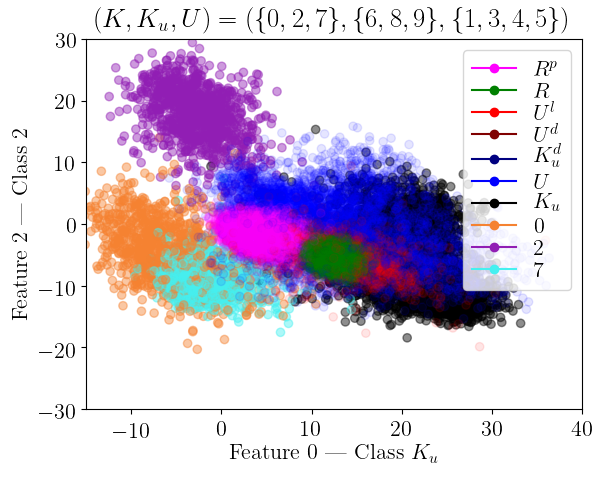 (K, K_u, U) = ({0, 2, 7}, {6, 8, 9}, {1, 3, 4, 5})
30
20
10
0
−10
−20
−30
Feature 2 — Class 2
R^p
R
U^l
U^d
K_u^d
U
K_u
0
2
7
−10
0
10
20
30
40
Feature 0 — Class K_u